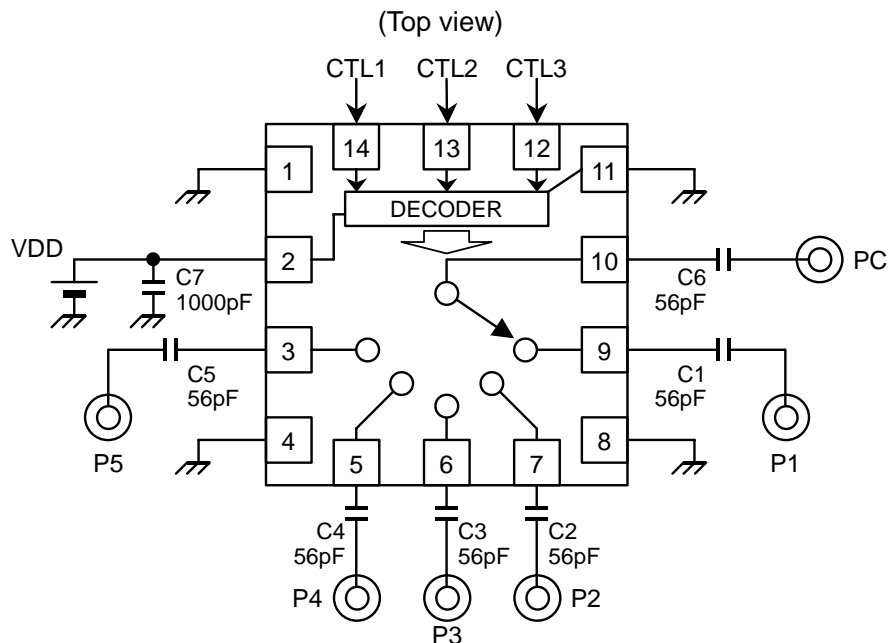 (Top view)
CTL1 CTL2 CTL3
14 13 12
1 11
DECODER
VDD
2 10
C7
1000pF
C6
56pF
PC
3 9
C5
56pF
C1
56pF
P5
4 8
P1
5 6 7
C4
56pF
C3
56pF
C2
56pF
P4
P3
P2